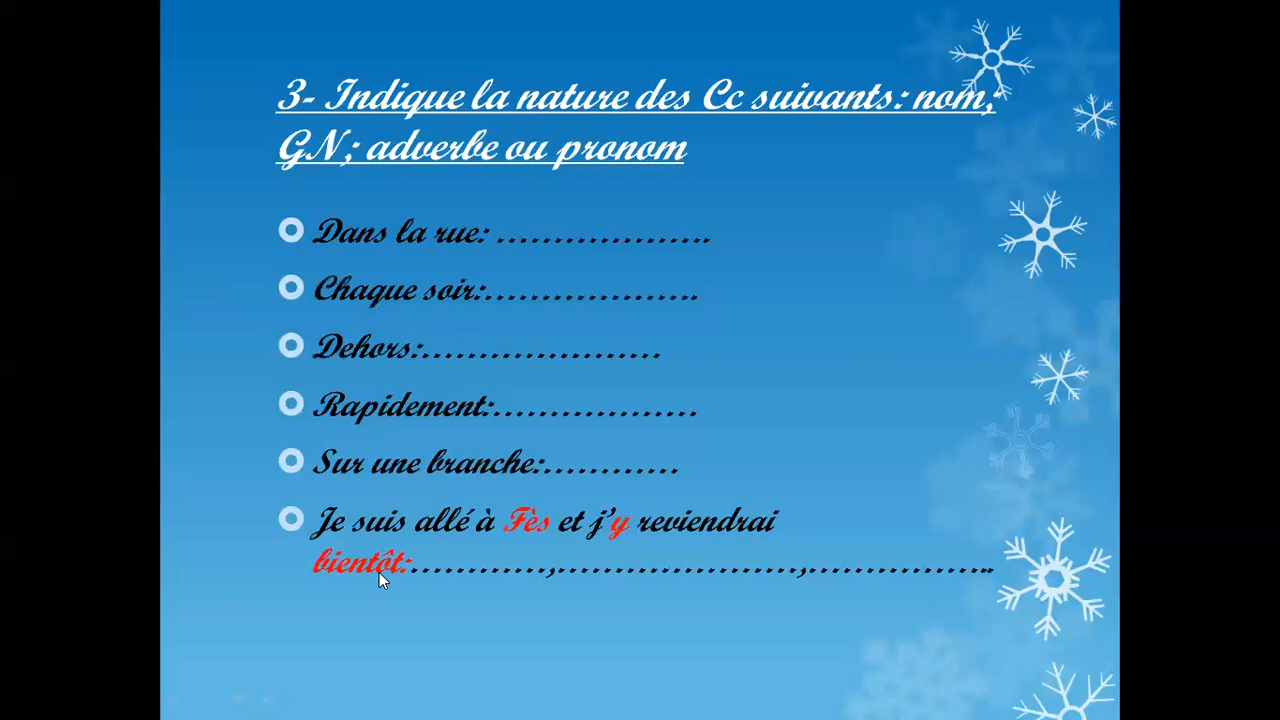 3- Indique la nature des Cc suivants: nom;
GN; adverbe ou pronom
Dans la rue: ……………….
Chaque soir:……………….
Dehors:…………………
Rapidement:………………
Sur une branche:…………
Je suis allé à Fès et j'y reviendrai
bientôt:…………,…………………,……………..